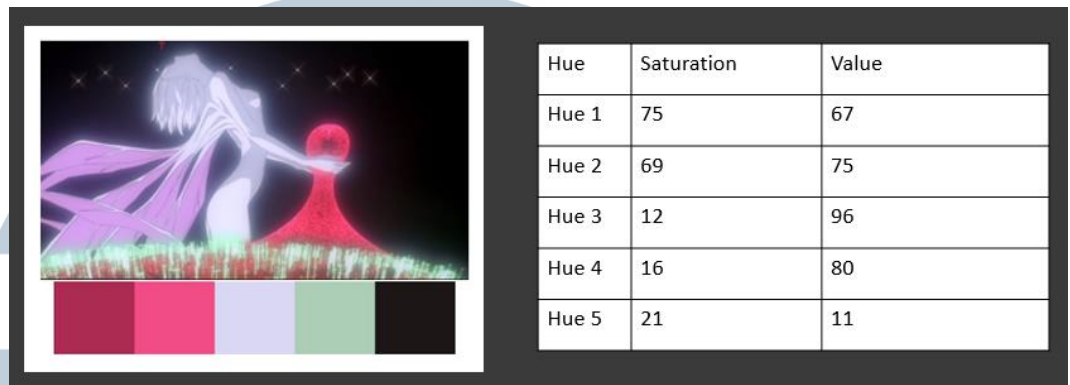 Hue Saturation Value
Hue 1 75 67
Hue 2 69 75
Hue 3 12 96
Hue 4 16 80
Hue 5 21 11